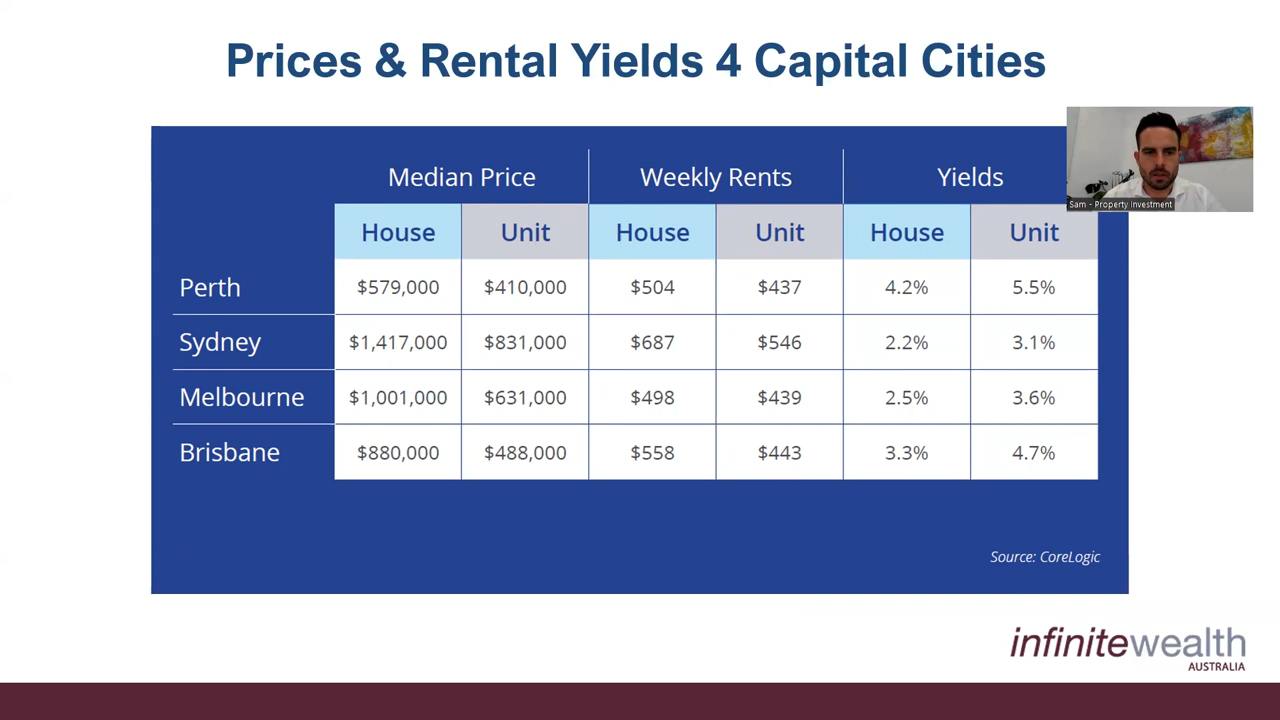 Prices & Rental Yields 4 Capital Cities
Sam - Property Investment
Median Price Weekly Rents Yields
House Unit House Unit House Unit
Perth $579,000 $410,000 $504 $437 4.2% 5.5%
Sydney $1,417,000 $831,000 $687 $546 2.2% 3.1%
Melbourne $1,001,000 $631,000 $498 $439 2.5% 3.6%
Brisbane $880,000 $488,000 $558 $443 3.3% 4.7%
Source: CoreLogic
infinitewealth
AUSTRALIA